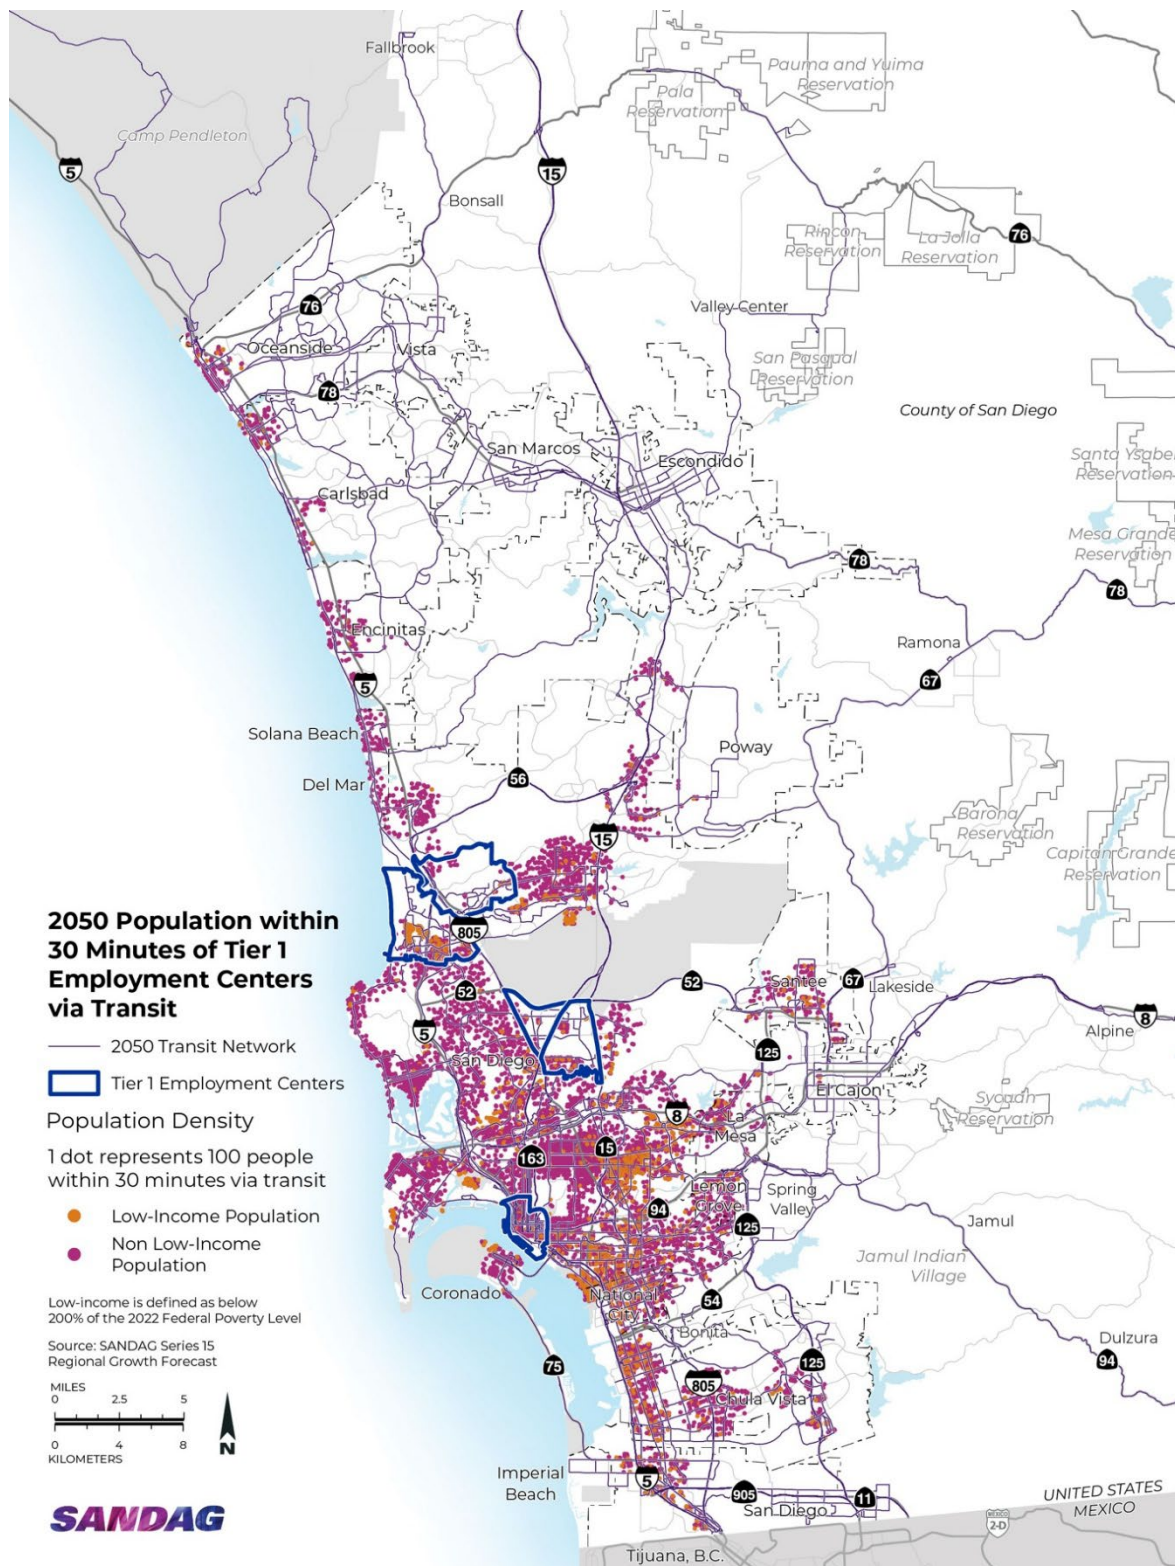 Fallbrook
Pauma and Yuima
Reservation
Pala
Reservation
Camp Pendleton
5
15
Bonsall
Rincon
Reservation
La Jolla
Reservation
76
76
Valley Center
Oceanside
Vista
San Pasqual
Reservation
78
County of San Diego
San Marcos
Escondido
Santa Ysabel
Reservation
Carlsbad
Mesa Grande
Reservation
78
78
Encinitas
Ramona
5
67
Solana Beach
Poway
56
Del Mar
Barona
Reservation
15
Capitan Grande
Reservation
805
52
52
Santee
67
Lakeside
5
8
Alpine
San Diego
125
El Cajon
Sycuan
Reservation
8
La
Mesa
163
15
Lemon
Grove
Spring
Valley
94
125
Jamul
Jamul Indian
Village
Coronado
National
City
54
Bonita
Dulzura
94
75
125
805
Chula Vista
Imperial
Beach
5
905
San Diego
11
UNITED STATES
MEXICO
MEXICO
2-D
Tijuana, B.C.
2050 Population within
30 Minutes of Tier 1
Employment Centers
via Transit
2050 Transit Network
Tier 1 Employment Centers
Population Density
1 dot represents 100 people
within 30 minutes via transit
Low-Income Population
Non Low-Income
Population
Low-income is defined as below
200% of the 2022 Federal Poverty Level
Source: SANDAG Series 15
Regional Growth Forecast
MILES
0 2.5 5
0 4 8
KILOMETERS
N
SANDAG